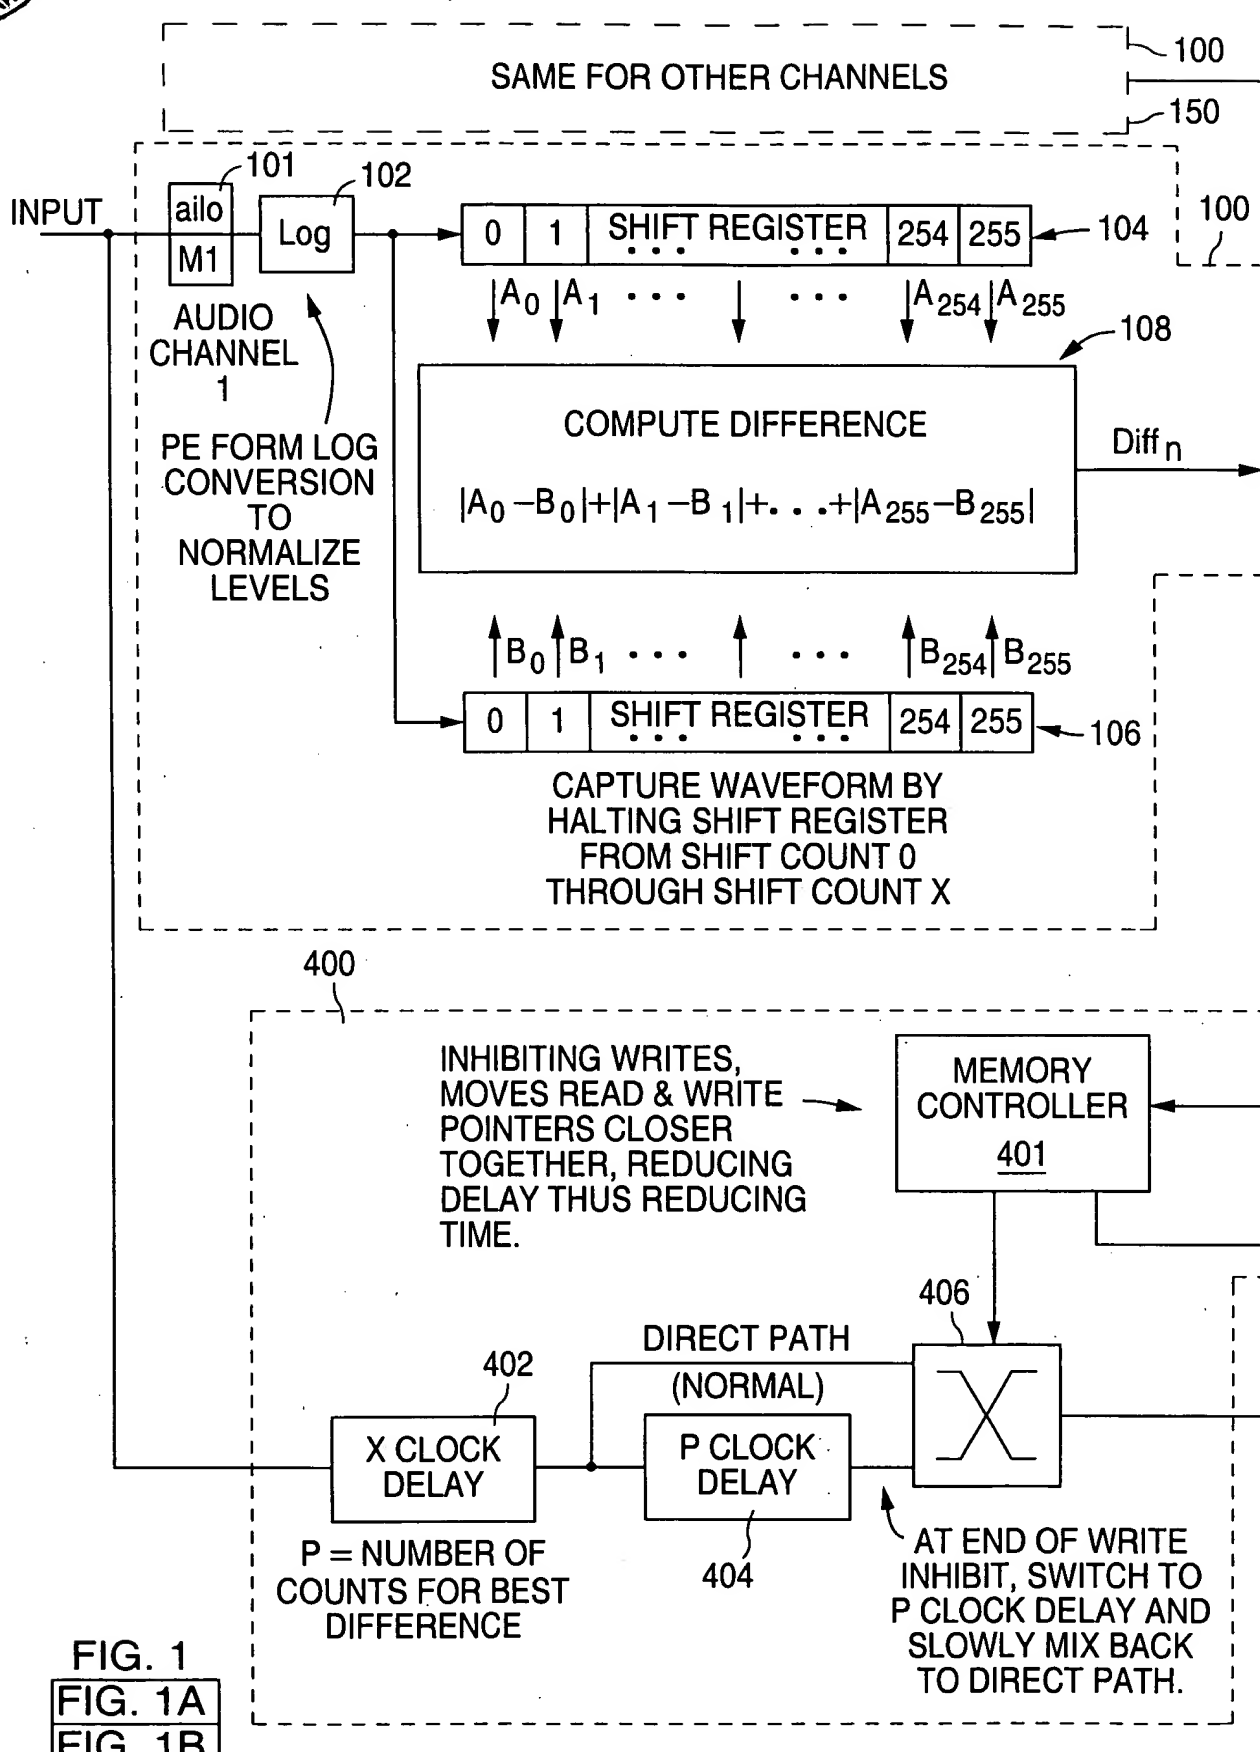 100
SAME FOR OTHER CHANNELS
150
101
102
INPUT
ailo
M1
Log
0 1 SHIFT REGISTER 254 255
... ...
104
100
AUDIO
CHANNEL
1
A0 A1 ... ... A254 A255
108
PE FORM LOG
CONVERSION
TO
NORMALIZE
LEVELS
COMPUTE DIFFERENCE
|A0 –B0|+|A1 –B1|+. . .+|A255–B255|
Diffn
B0 B1 ... ... B254 B255
0 1 SHIFT REGISTER 254 255
... ...
106
CAPTURE WAVEFORM BY
HALTING SHIFT REGISTER
FROM SHIFT COUNT 0
THROUGH SHIFT COUNT X
400
INHIBITING WRITES,
MOVES READ & WRITE
POINTERS CLOSER
TOGETHER, REDUCING
DELAY THUS REDUCING
TIME.
MEMORY
CONTROLLER
401
406
DIRECT PATH
(NORMAL)
402
X CLOCK
DELAY
P CLOCK
DELAY
404
P = NUMBER OF
COUNTS FOR BEST
DIFFERENCE
AT END OF WRITE
INHIBIT, SWITCH TO
P CLOCK DELAY AND
SLOWLY MIX BACK
TO DIRECT PATH.
FIG. 1
FIG. 1A
FIG. 1B